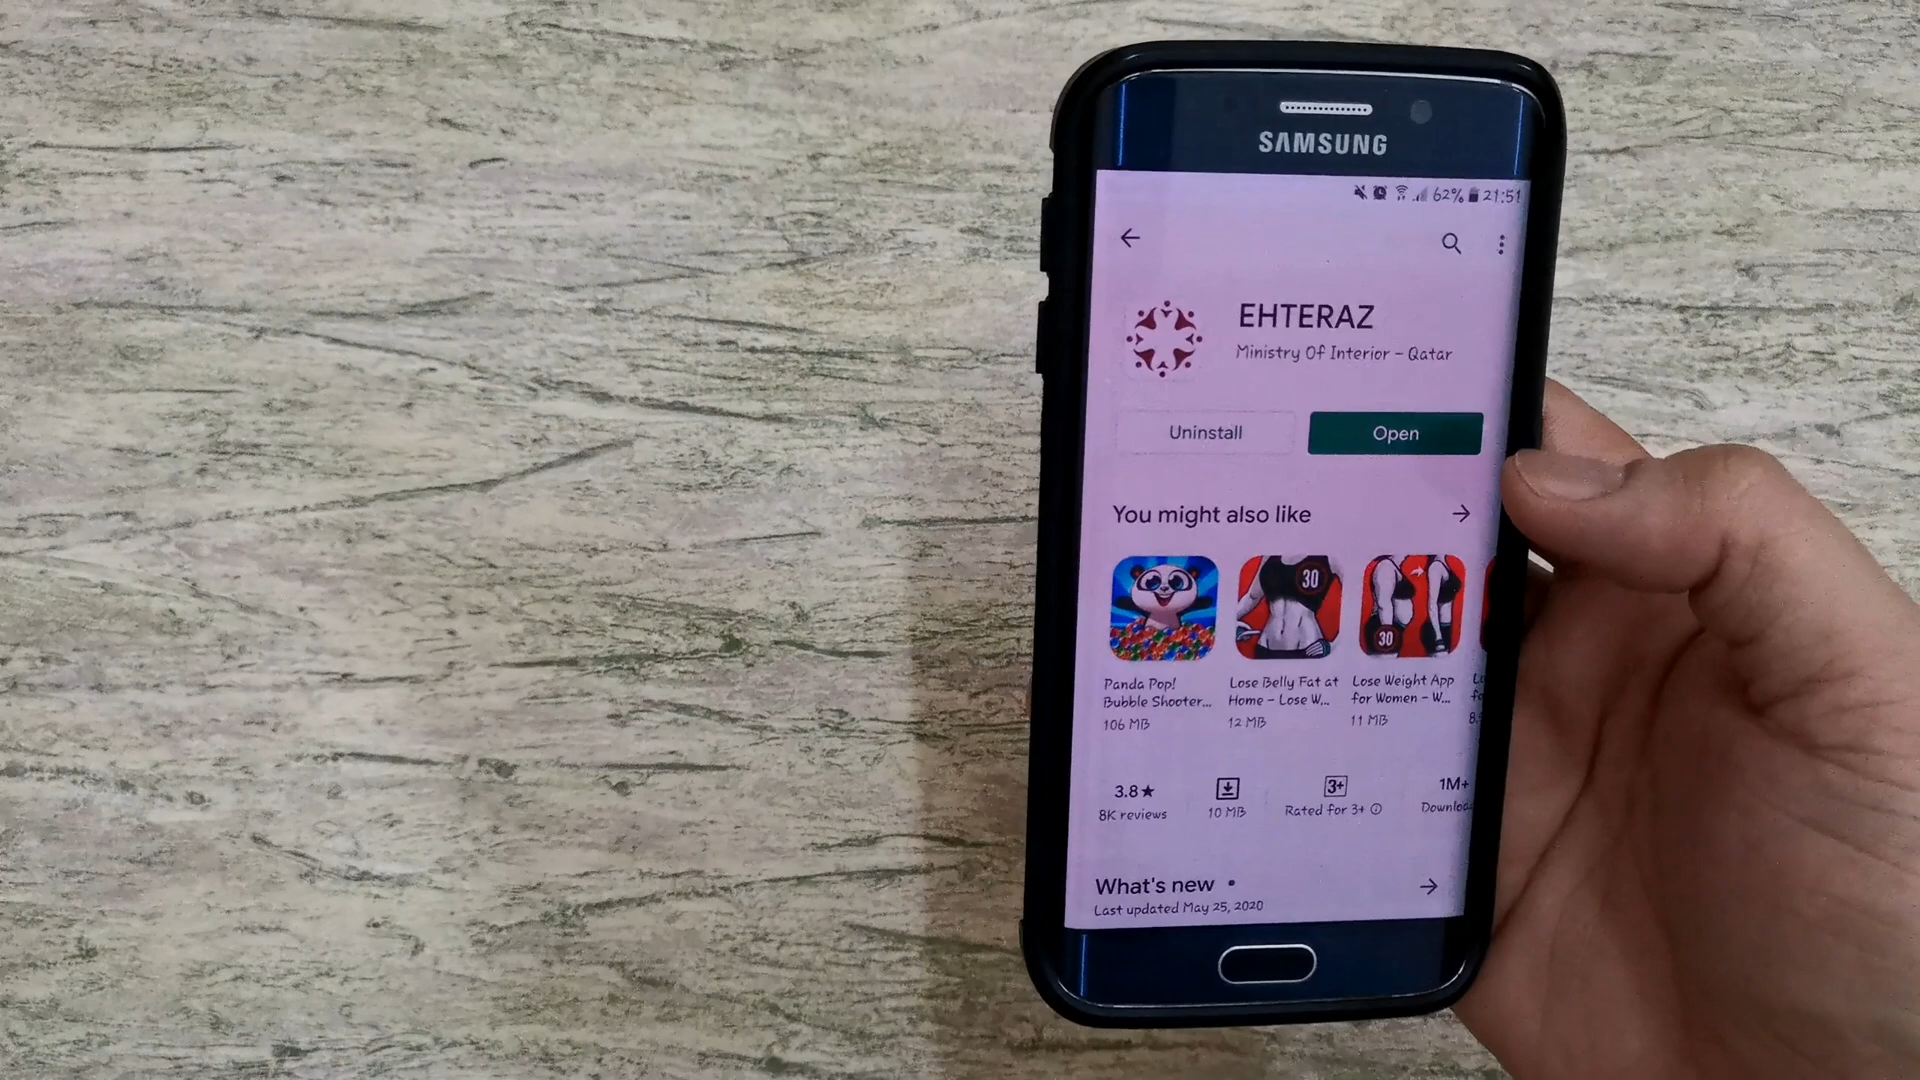 SAMSUNG
62% 21:51
EHTERAZ
Ministry Of Interior - Qatar
Uninstall
Open
You might also like
30
30
Panda Pop!
Bubble Shooter...
106 MB
Lose Belly Fat at
Home - Lose W...
12 MB
Lose Weight App
for Women - W...
11 MB
3.8★
8K reviews
10 MB
3+
Rated for 3+
1M+
What's new •
Last updated May 25, 2020